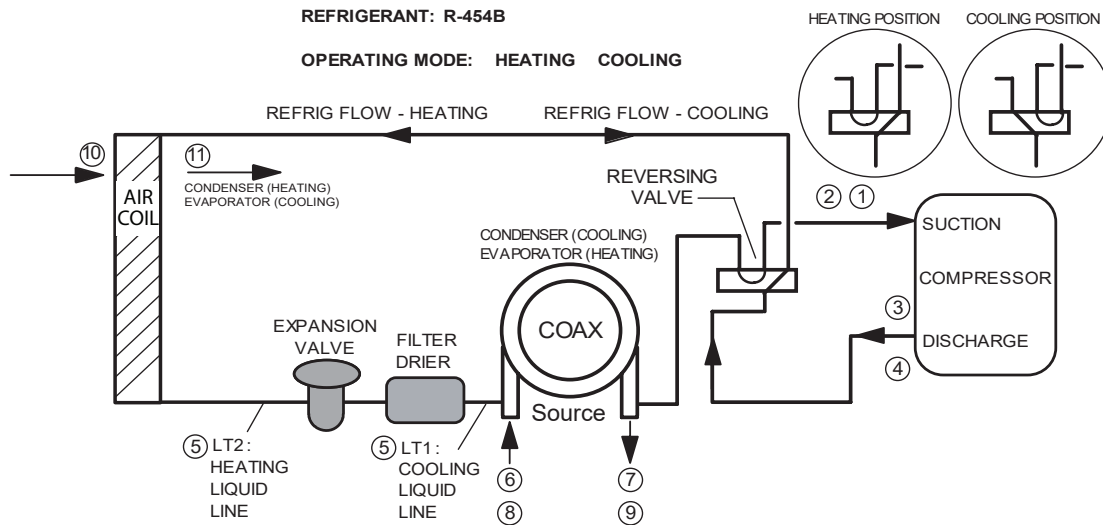 REFRIGERANT: R-454B
OPERATING MODE: HEATING COOLING
HEATING POSITION
COOLING POSITION
REFRIG FLOW - HEATING
REFRIG FLOW - COOLING
10
11
CONDENSER (HEATING)
EVAPORATOR (COOLING)
AIR
COIL
REVERSING
VALVE
2 1
SUCTION
COMPRESSOR
3
DISCHARGE
4
CONDENSER (COOLING)
EVAPORATOR (HEATING)
COAX
EXPANSION
VALVE
FILTER
DRIER
Source
5 LT2:
HEATING
LIQUID
LINE
5 LT1:
COOLING
LIQUID
LINE
6
8
7
9